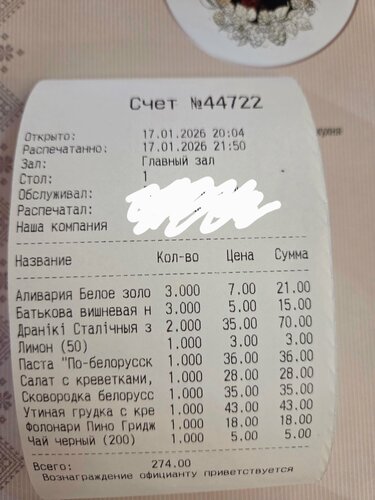 Счет №44722
Открыто: 17.01.2026 20:04
Распечатанно: 17.01.2026 21:50
Зал: Главный зал
Стол: 1
Обслуживал:
Распечатал:
Наша компания
Название Кол-во Цена Сумма
Аливария Белое золо 3.000 7.00 21.00
Батькова вишневая н 3.000 5.00 15.00
Дранікі Сталічныя з 2.000 35.00 70.00
Лимон (50) 1.000 3.00 3.00
Паста "По-белорусск 1.000 36.00 36.00
Салат с креветками, 1.000 28.00 28.00
Сковородка белорусс 1.000 35.00 35.00
Утиная грудка с кре 1.000 43.00 43.00
Фолонари Пино Гридж 1.000 18.00 18.00
Чай черный (200) 1.000 5.00 5.00
Всего: 274.00
Вознаграждение официанту приветствуется